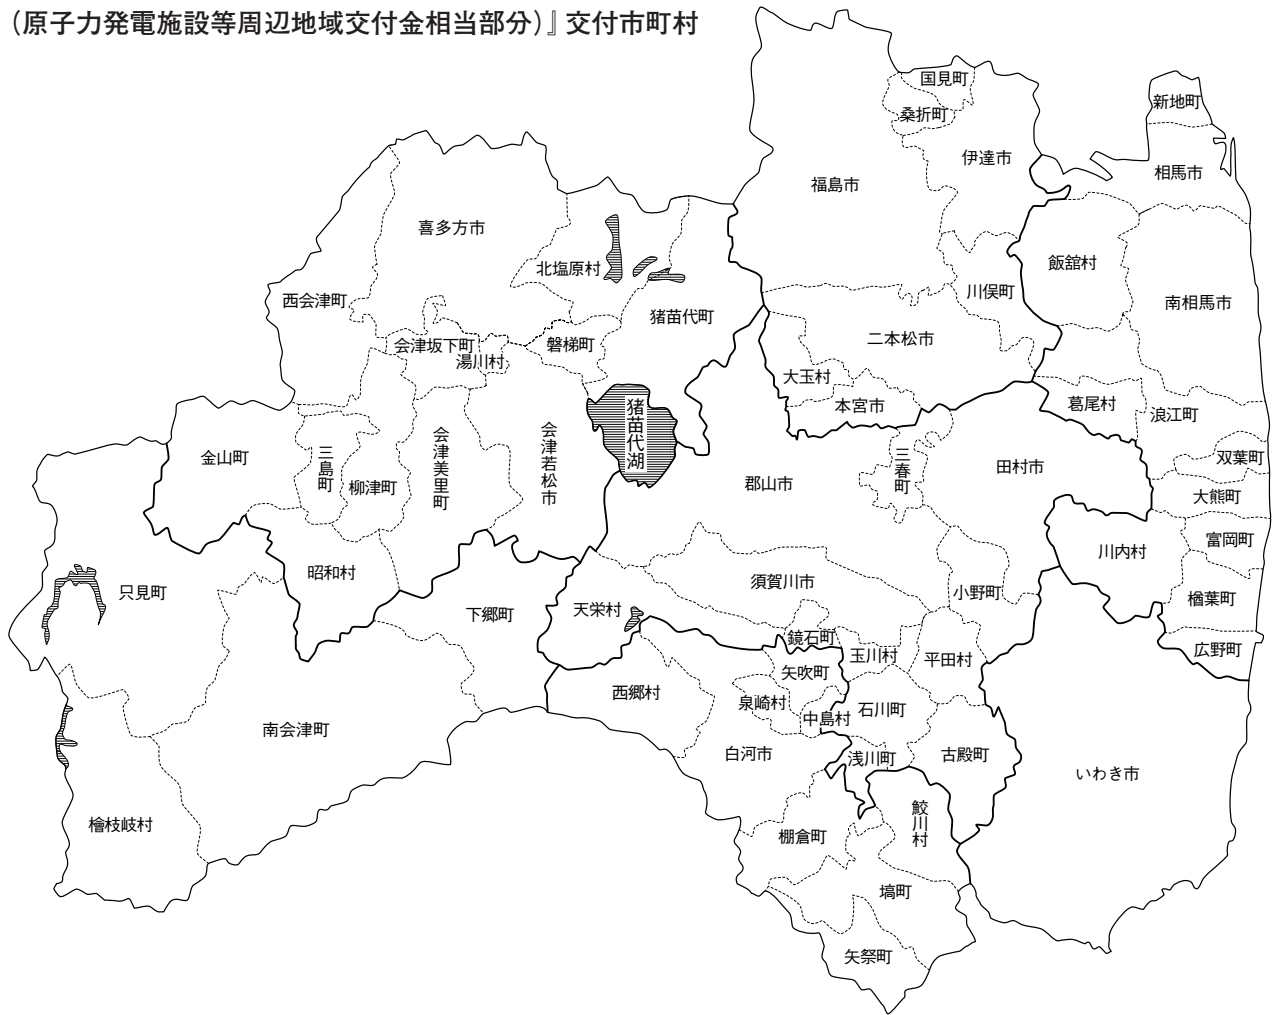 (原子力発電施設等周辺地域交付金相当部分)』交付市町村
国見町
桑折町
新地町
伊達市
相馬市
福島市
喜多方市
飯舘村
北塩原村
川俣町
西会津町
南相馬市
猪苗代町
二本松市
会津坂下町
磐梯町
湯川村
大玉村
本宮市
葛尾村
浪江町
猪苗代湖
双葉町
金山町
三島町
柳津町
会津美里町
会津若松市
郡山市
三春町
田村市
大熊町
富岡町
川内村
昭和村
須賀川市
只見町
小野町
楢葉町
天栄村
下郷町
鏡石町
玉川村
平田村
広野町
矢吹町
西郷村
泉崎村
中島村
石川町
南会津町
白河市
浅川町
古殿町
いわき市
檜枝岐村
棚倉町
鮫川村
塙町
矢祭町